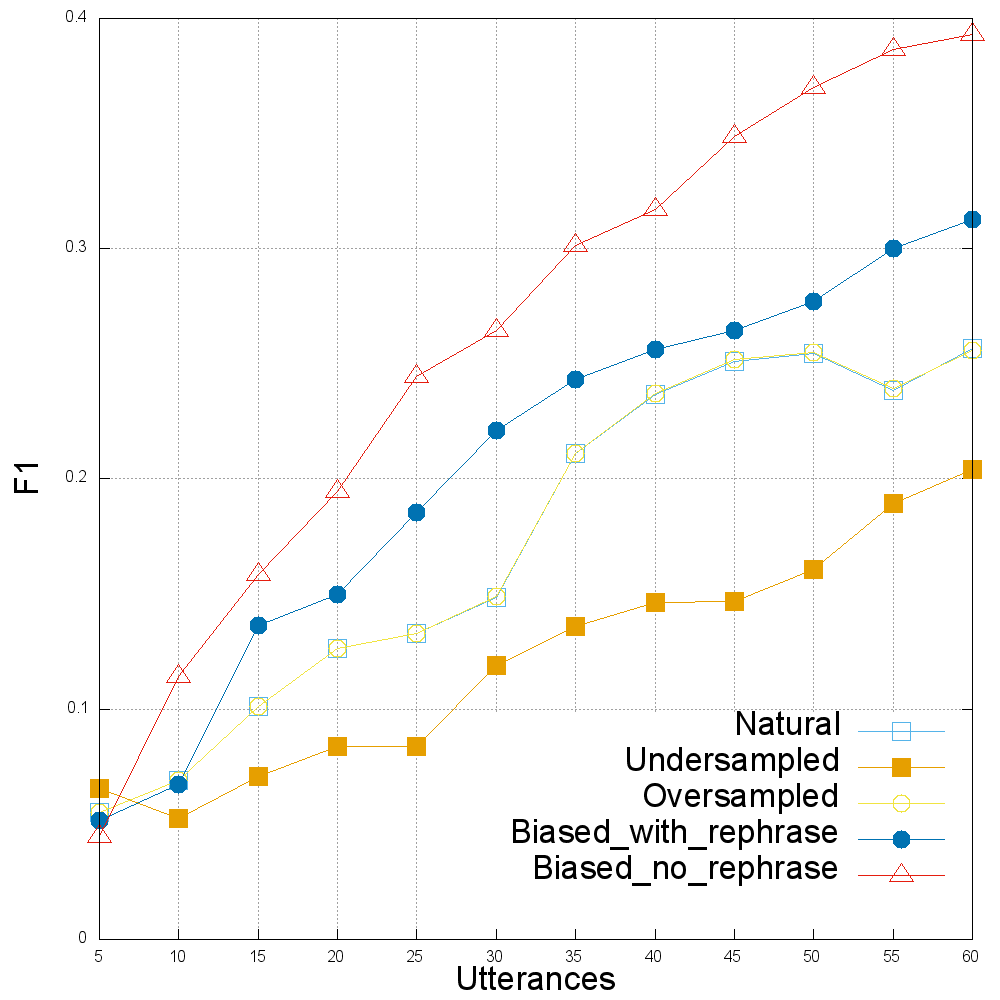 0.4
0.3
0.2
0.1
0
F1
Natural
Undersampled
Oversampled
Biased_with_rephrase
Biased_no_rephrase
5 10 15 20 25 30 35 40 45 50 55 60
Utterances